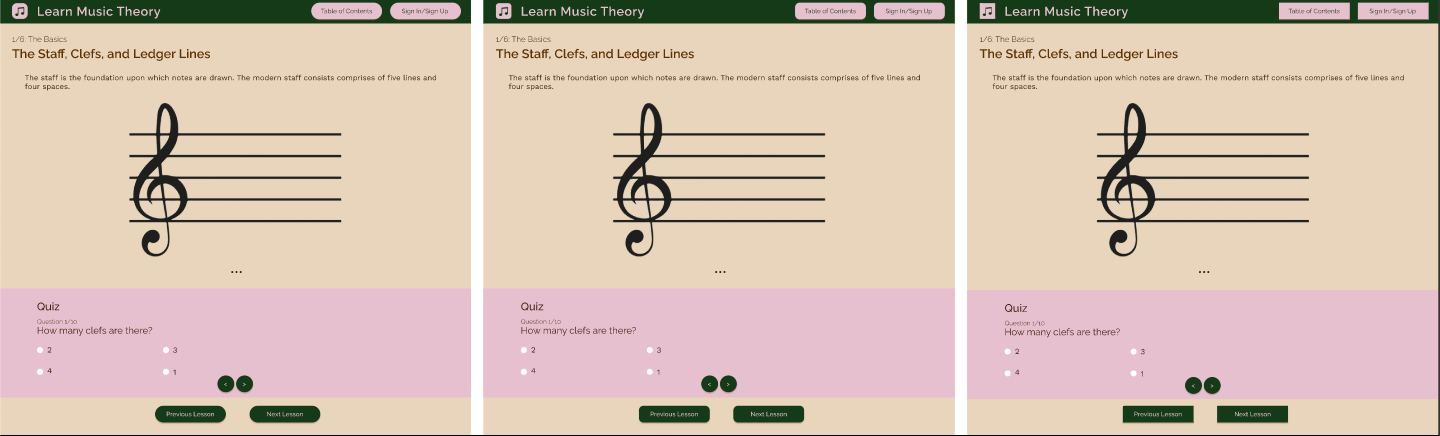 Learn Music Theory
Table of Contents
Sign In/Sign Up
1/6: The Basics
The Staff, Clefs, and Ledger Lines
The staff is the foundation upon which notes are drawn. The modern staff consists comprises of five lines and
four spaces.
...
Quiz
Question 1/10
How many clefs are there?
2
3
4
1
<
>
Previous Lesson
Next Lesson
Learn Music Theory
Table of Contents
Sign In/Sign Up
1/6: The Basics
The Staff, Clefs, and Ledger Lines
The staff is the foundation upon which notes are drawn. The modern staff consists comprises of five lines and
four spaces.
...
Quiz
Question 1/10
How many clefs are there?
2
3
4
1
<
>
Previous Lesson
Next Lesson
Learn Music Theory
Table of Contents
Sign In/Sign Up
1/6: The Basics
The Staff, Clefs, and Ledger Lines
The staff is the foundation upon which notes are drawn. The modern staff consists comprises of five lines and
four spaces.
...
Quiz
Question 1/10
How many clefs are there?
2
3
4
1
<
>
Previous Lesson
Next Lesson